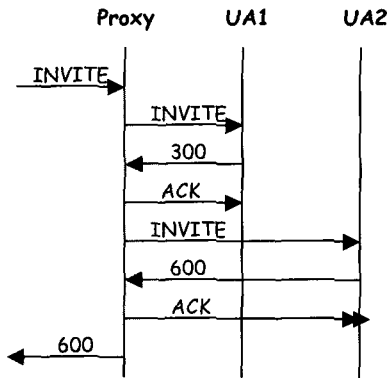 Proxy UA1 UA2
INVITE
INVITE
300
ACK
INVITE
600
ACK
600